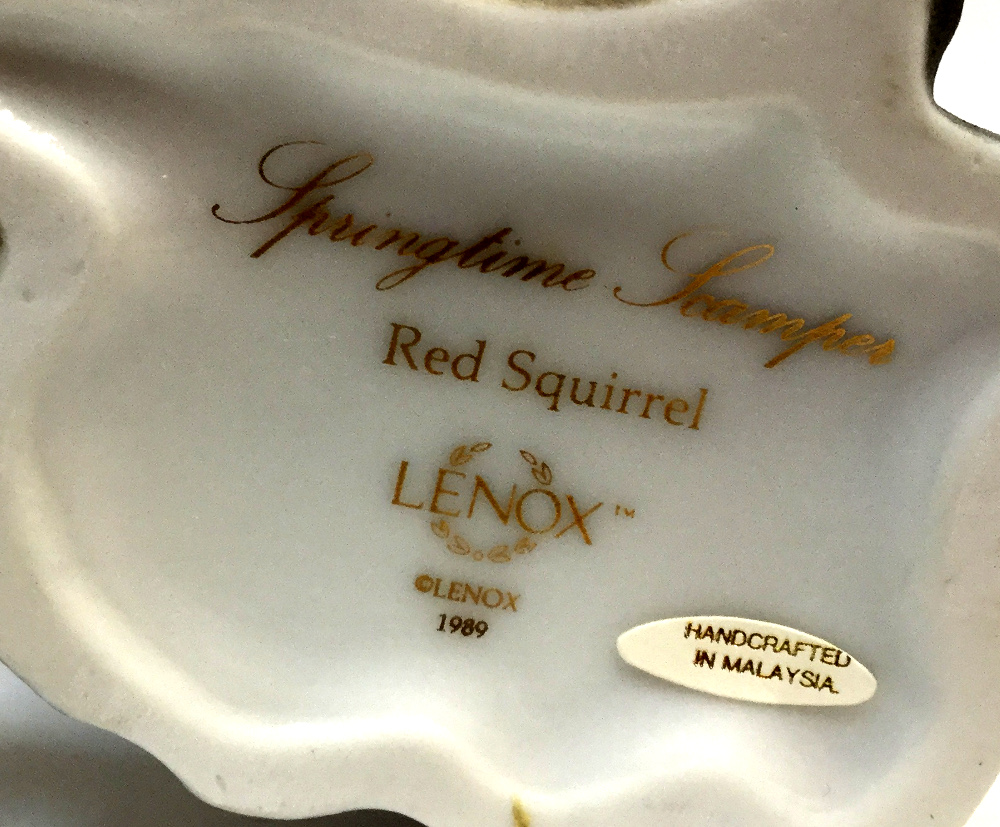 Springtime Scamper
Red Squirrel
LENOX™
©LENOX
1989
HANDCRAFTED
IN MALAYSIA.